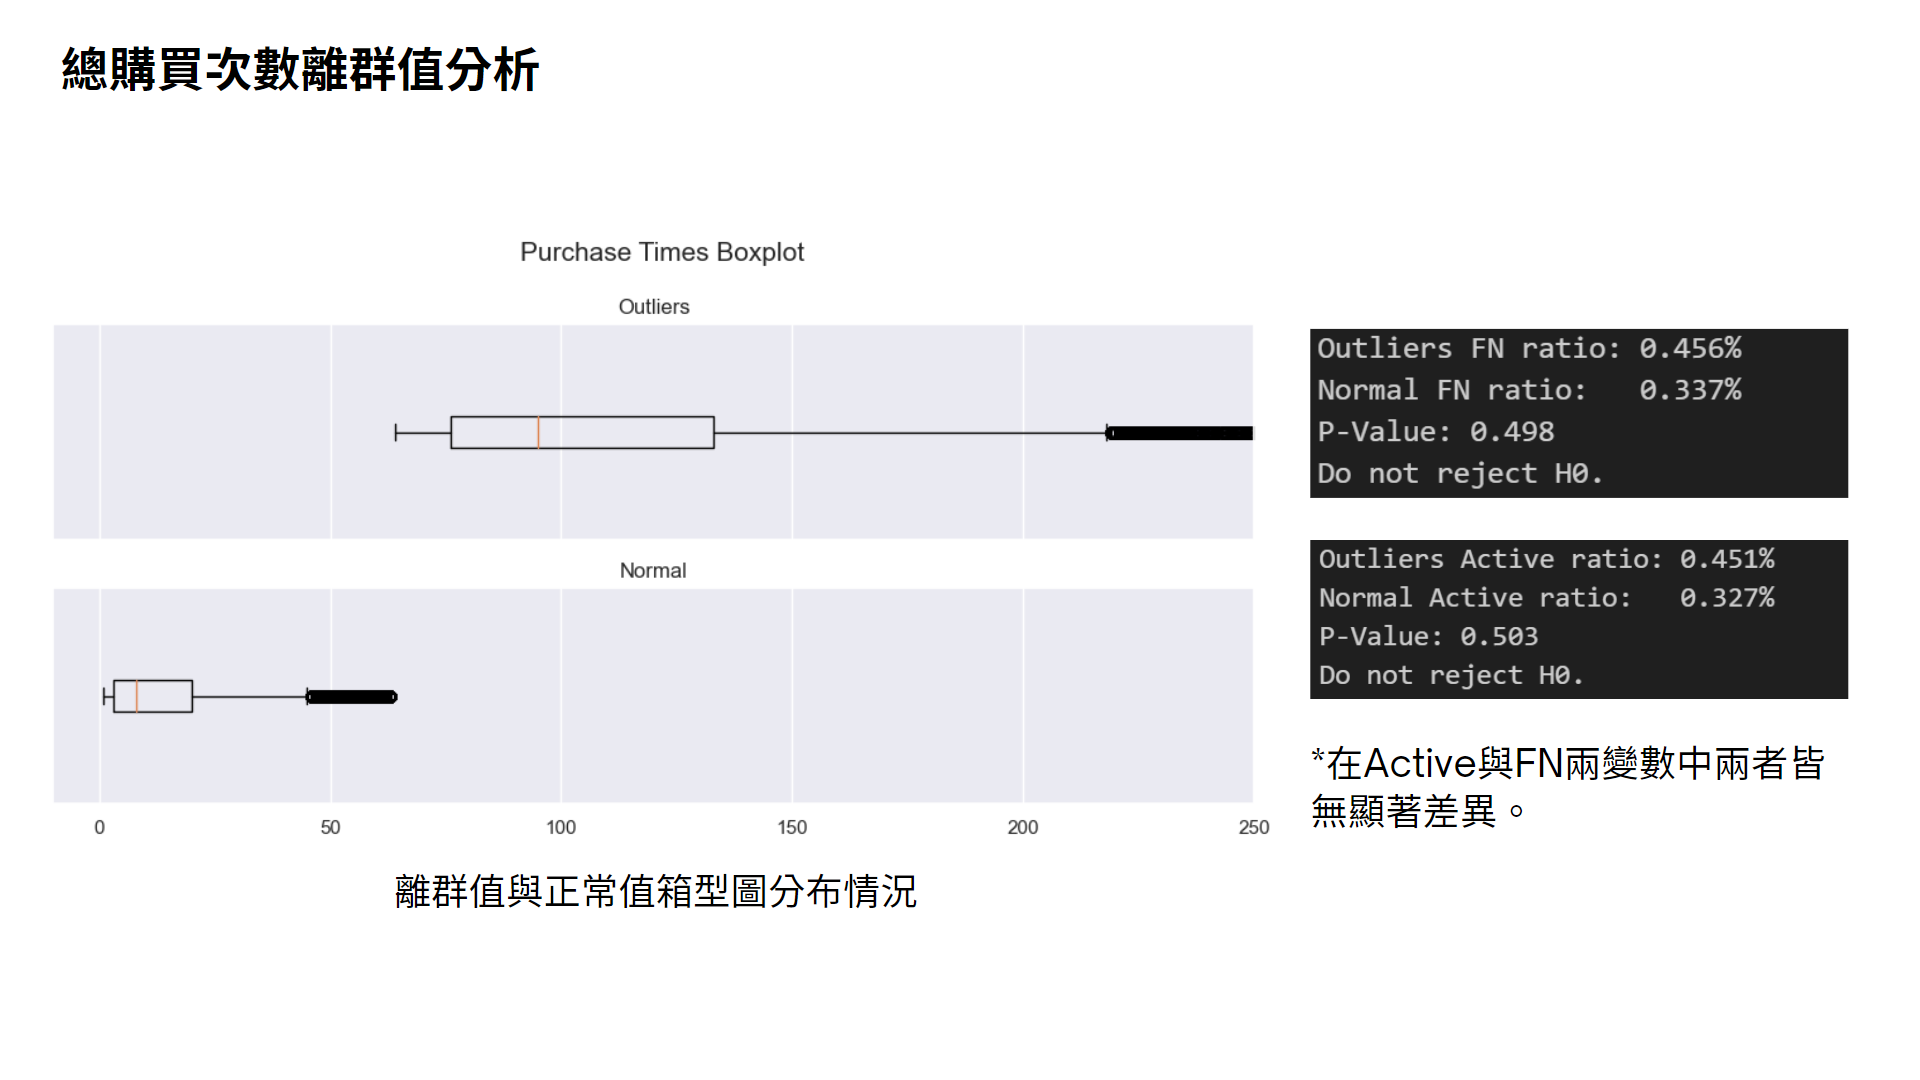 總購買次數離群值分析
Purchase Times Boxplot
Outliers
Normal
0 50 100 150 200 250
離群值與正常值箱型圖分布情況
Outliers FN ratio: 0.456%
Normal FN ratio: 0.337%
P-Value: 0.498
Do not reject H0.
Outliers Active ratio: 0.451%
Normal Active ratio: 0.327%
P-Value: 0.503
Do not reject H0.
*在Active與FN兩變數中兩者皆
無顯著差異。